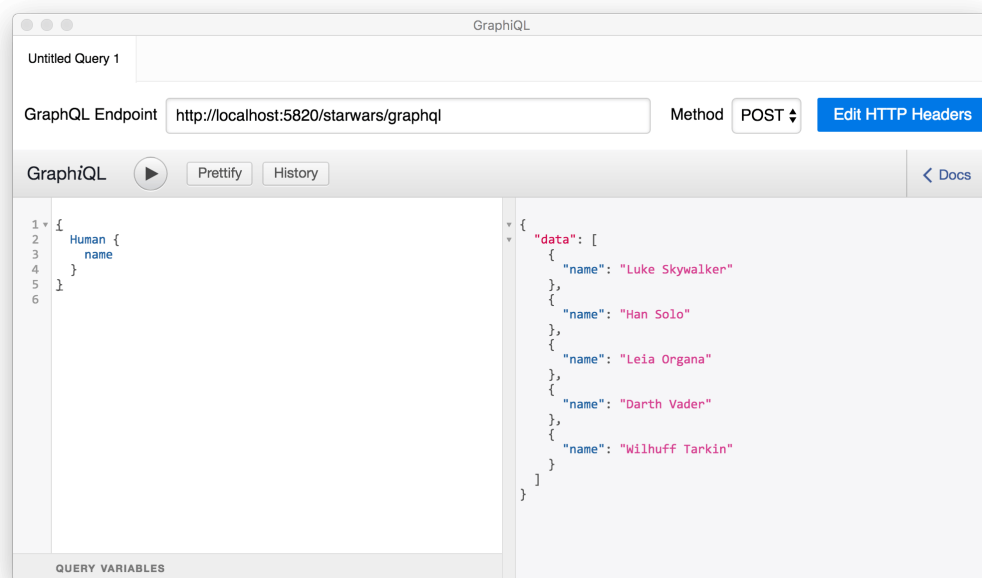 GraphiQL
Untitled Query 1
GraphQL Endpoint http://localhost:5820/starwars/graphql Method POST Edit HTTP Headers
GraphiQL Prettify History Docs
1 {
2   Human {
3     name
4   }
5 }
6
{
  "data": [
    {
      "name": "Luke Skywalker"
    },
    {
      "name": "Han Solo"
    },
    {
      "name": "Leia Organa"
    },
    {
      "name": "Darth Vader"
    },
    {
      "name": "Wilhuff Tarkin"
    }
  ]
}
QUERY VARIABLES